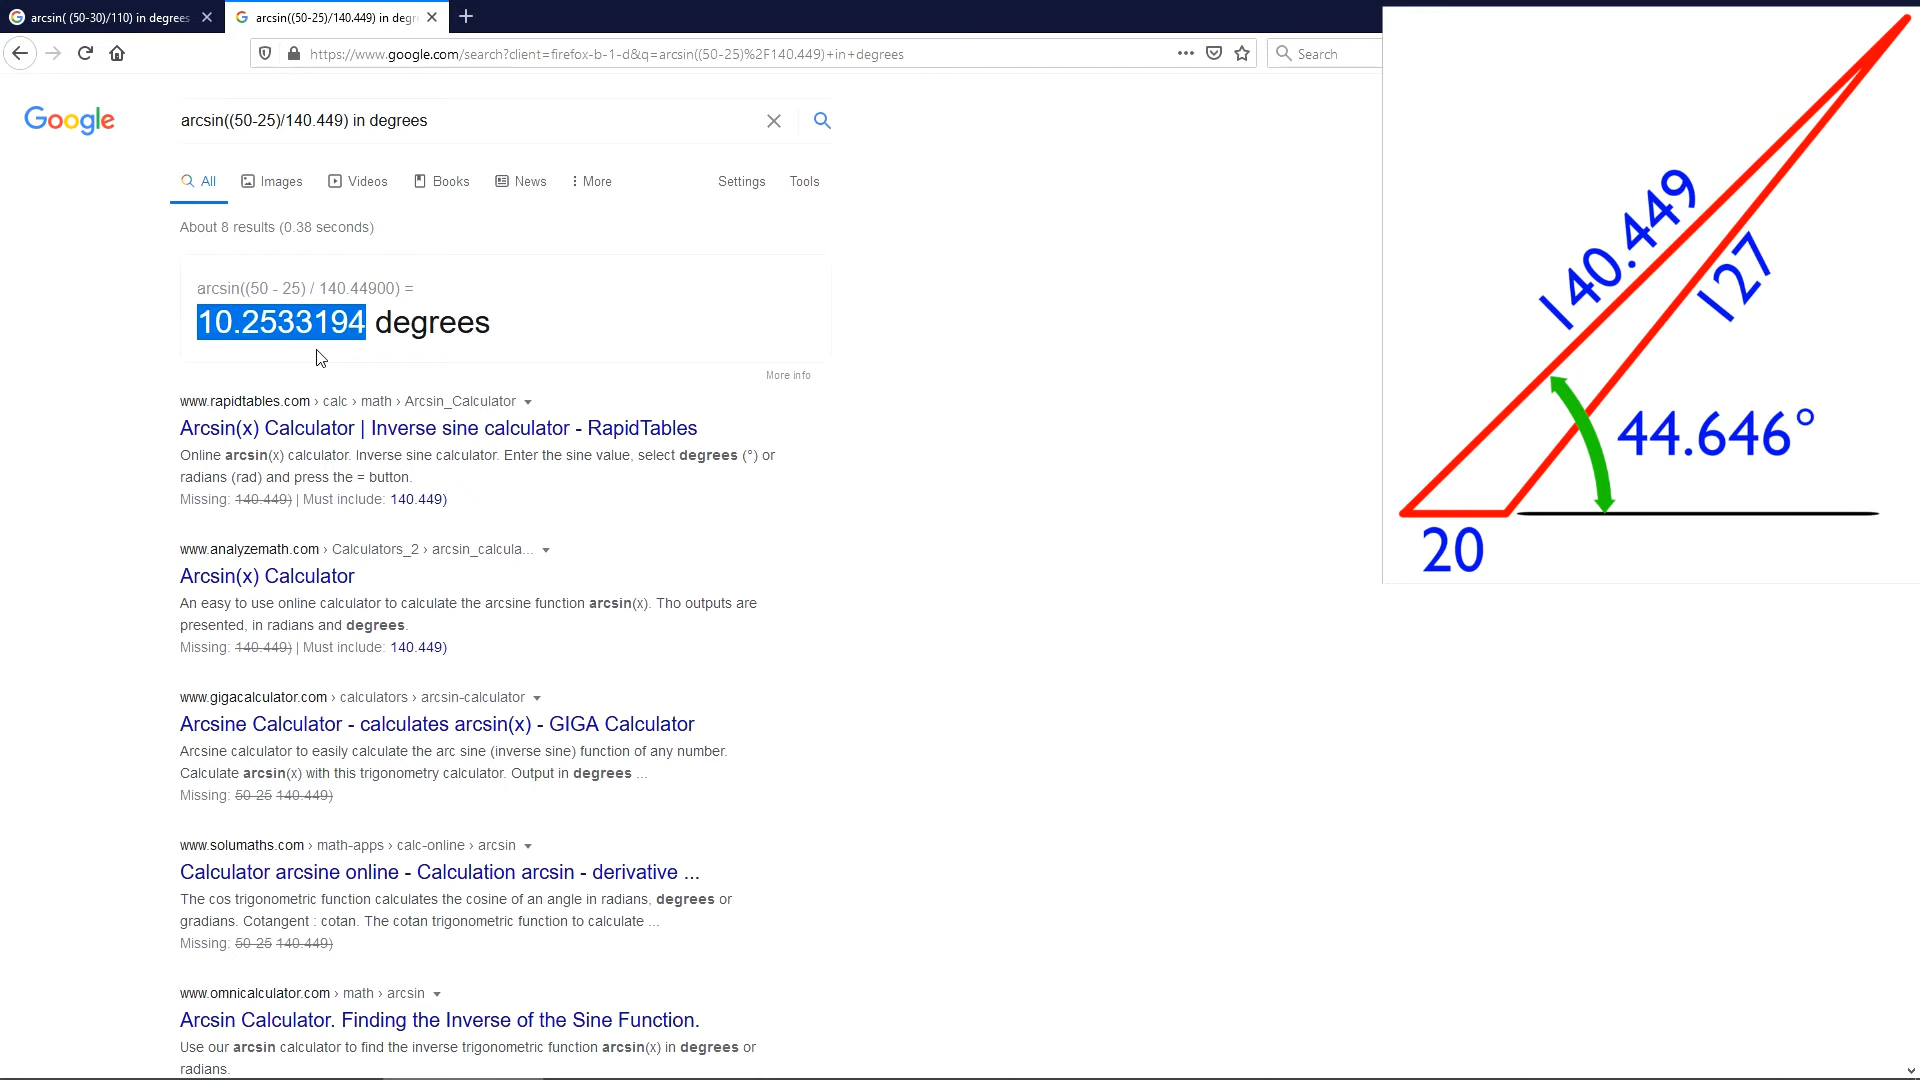 arcsin( (50-30)/110) in degrees
arcsin((50-25)/140.449) in degr
https://www.google.com/search?client=firefox-b-1-d&q=arcsin((50-25)%2F140.449)+in+degrees
Search
Google
arcsin((50-25)/140.449) in degrees
All Images Videos Books News More Settings Tools
About 8 results (0.38 seconds)
arcsin((50 - 25) / 140.44900) =
10.2533194 degrees
More info
www.rapidtables.com › calc › math › Arcsin_Calculator
Arcsin(x) Calculator | Inverse sine calculator - RapidTables
Online arcsin(x) calculator. Inverse sine calculator. Enter the sine value, select degrees (°) or
radians (rad) and press the = button.
Missing: 140.449) | Must include: 140.449)
www.analyzemath.com › Calculators_2 › arcsin_calcula...
Arcsin(x) Calculator
An easy to use online calculator to calculate the arcsine function arcsin(x). Tho outputs are
presented, in radians and degrees.
Missing: 140.449) | Must include: 140.449)
www.gigacalculator.com › calculators › arcsin-calculator
Arcsine Calculator - calculates arcsin(x) - GIGA Calculator
Arcsine calculator to easily calculate the arc sine (inverse sine) function of any number.
Calculate arcsin(x) with this trigonometry calculator. Output in degrees ...
Missing: 50-25 140.449)
www.solumaths.com › math-apps › calc-online › arcsin
Calculator arcsine online - Calculation arcsin - derivative ...
The cos trigonometric function calculates the cosine of an angle in radians, degrees or
gradians. Cotangent : cotan. The cotan trigonometric function to calculate ...
Missing: 50-25 140.449)
www.omnicalculator.com › math › arcsin
Arcsin Calculator. Finding the Inverse of the Sine Function.
Use our arcsin calculator to find the inverse trigonometric function arcsin(x) in degrees or
radians.
140.449
127
44.646°
20